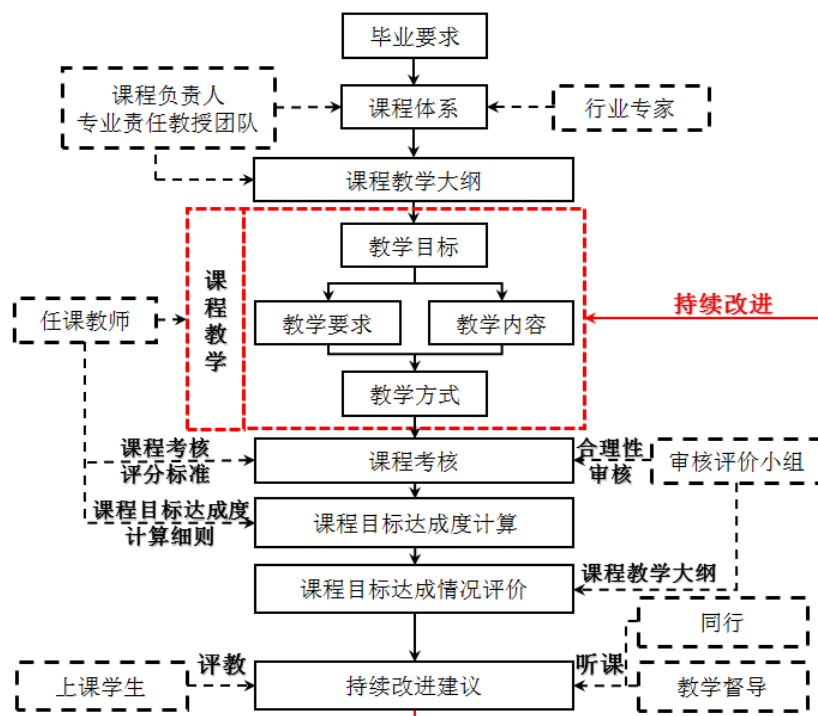 毕业要求
课程负责人
专业责任教授团队
课程体系
行业专家
课程教学大纲
课程教学
教学目标
任课教师
教学要求
教学内容
持续改进
教学方式
课程考核
评分标准
课程考核
合理性
审核
审核评价小组
课程目标达成度
计算细则
课程目标达成度计算
课程目标达成情况评价
课程教学大纲
同行
上课学生
评教
持续改进建议
听课
教学督导